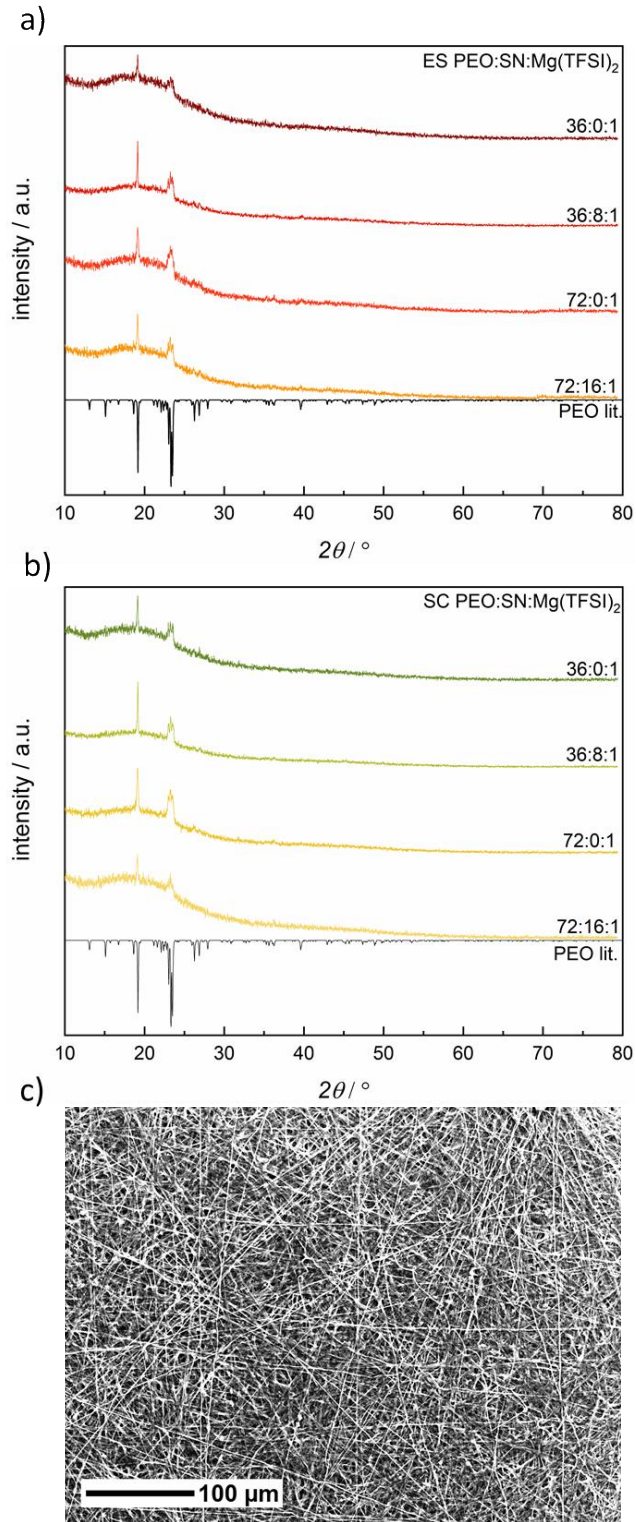 a)
ES PEO:SN:Mg(TFSI)₂
36:0:1
36:8:1
72:0:1
72:16:1
PEO lit.
intensity / a.u.
10 20 30 40 50 60 70 80
2θ / °
b)
SC PEO:SN:Mg(TFSI)₂
36:0:1
36:8:1
72:0:1
72:16:1
PEO lit.
intensity / a.u.
10 20 30 40 50 60 70 80
2θ / °
c)
100 µm